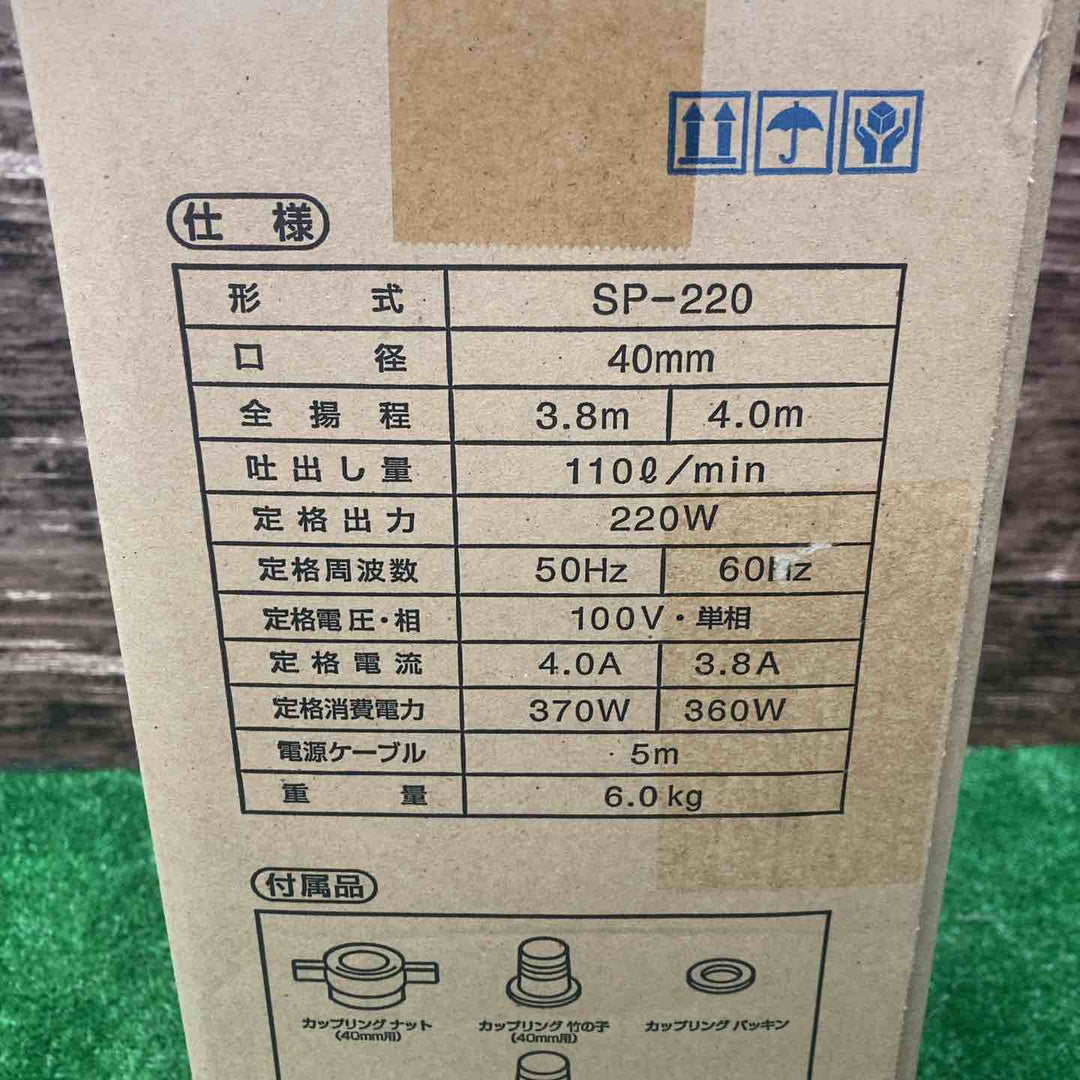 仕様
形式 SP-220
口径 40mm
全揚程 3.8m 4.0m
吐出し量 110ℓ/min
定格出力 220W
定格周波数 50Hz 60Hz
定格電圧・相 100V・単相
定格電流 4.0A 3.8A
定格消費電力 370W 360W
電源ケーブル 5m
重量 6.0kg
付属品
カップリングナット カップリング竹の子 カップリングパッキン
(40mm用) (40mm用)